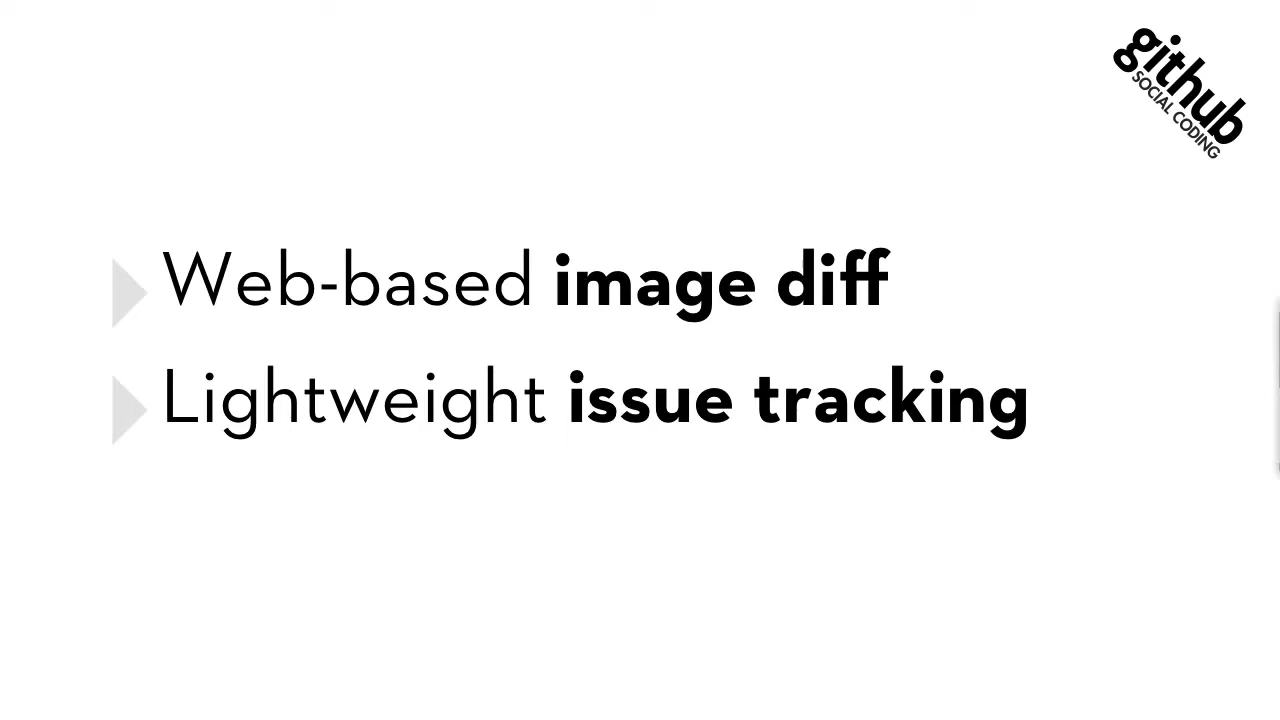 github
SOCIAL CODING
Web-based image diff
Lightweight issue tracking